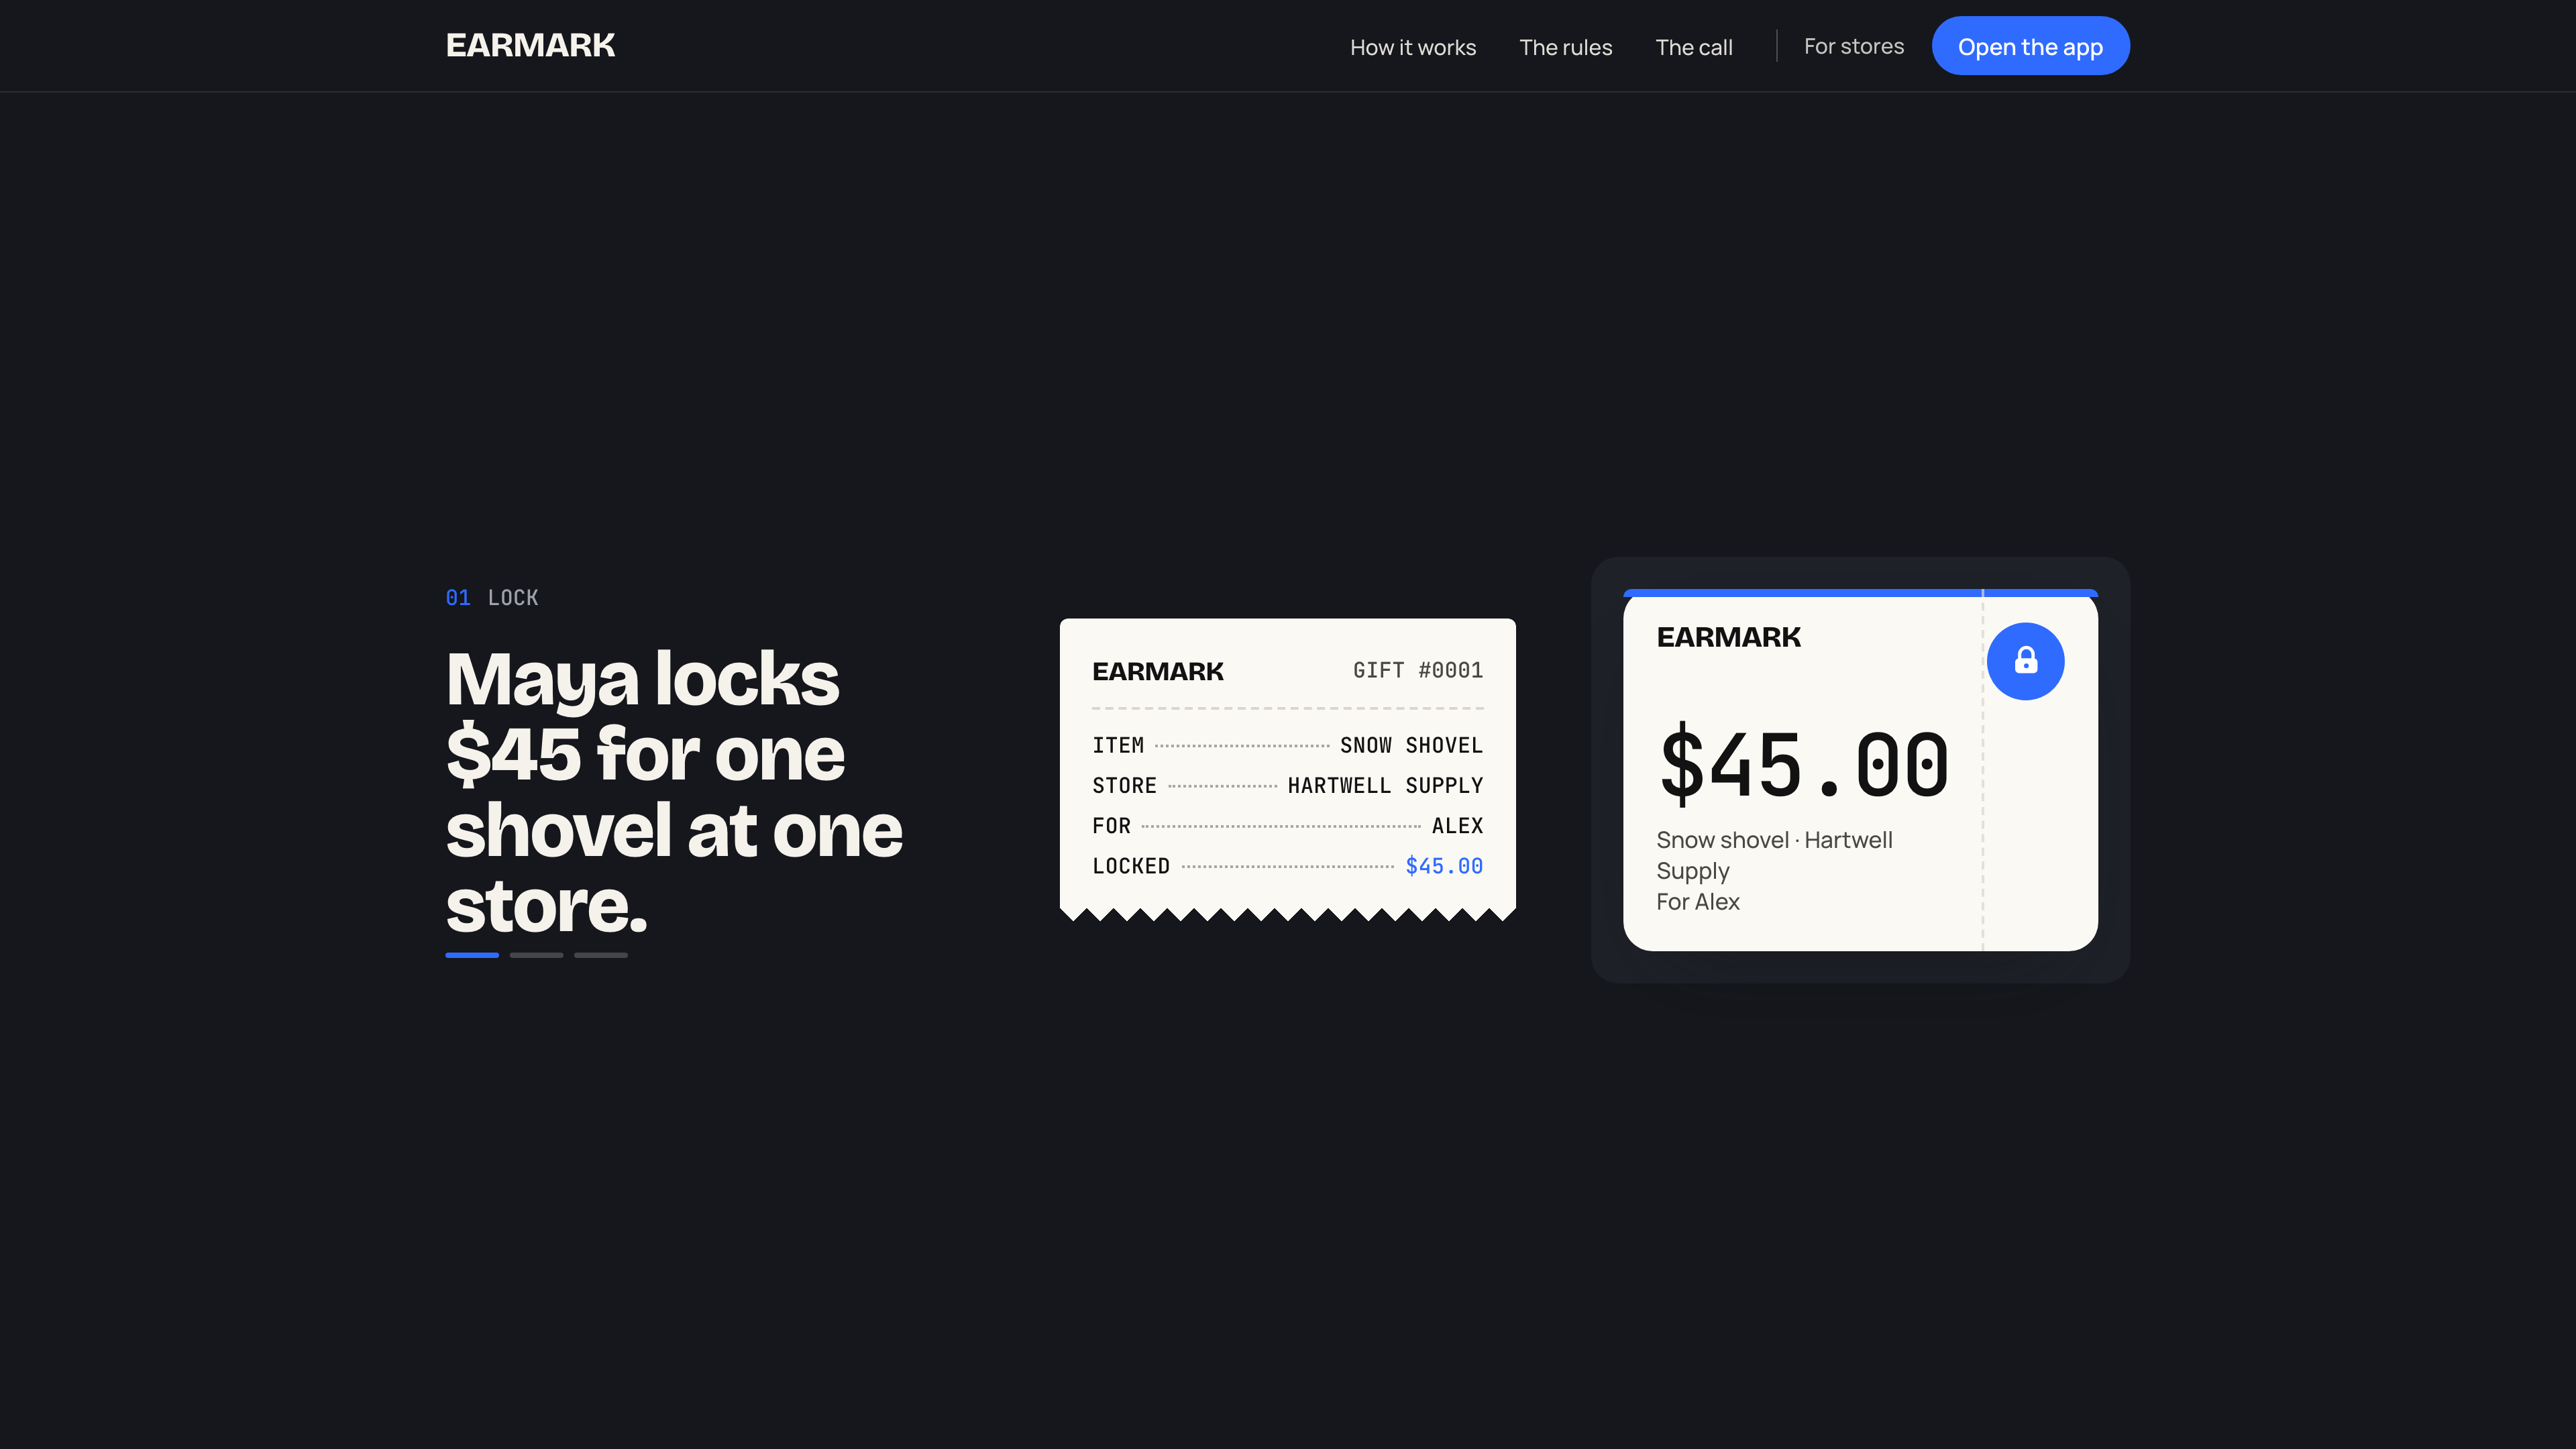 EARMARK
How it works
The rules
The call
For stores
Open the app
01 LOCK
Maya locks
$45 for one
shovel at one
store.
EARMARK GIFT #0001
ITEM SNOW SHOVEL
STORE HARTWELL SUPPLY
FOR ALEX
LOCKED $45.00
EARMARK
$45.00
Snow shovel · Hartwell
Supply
For Alex